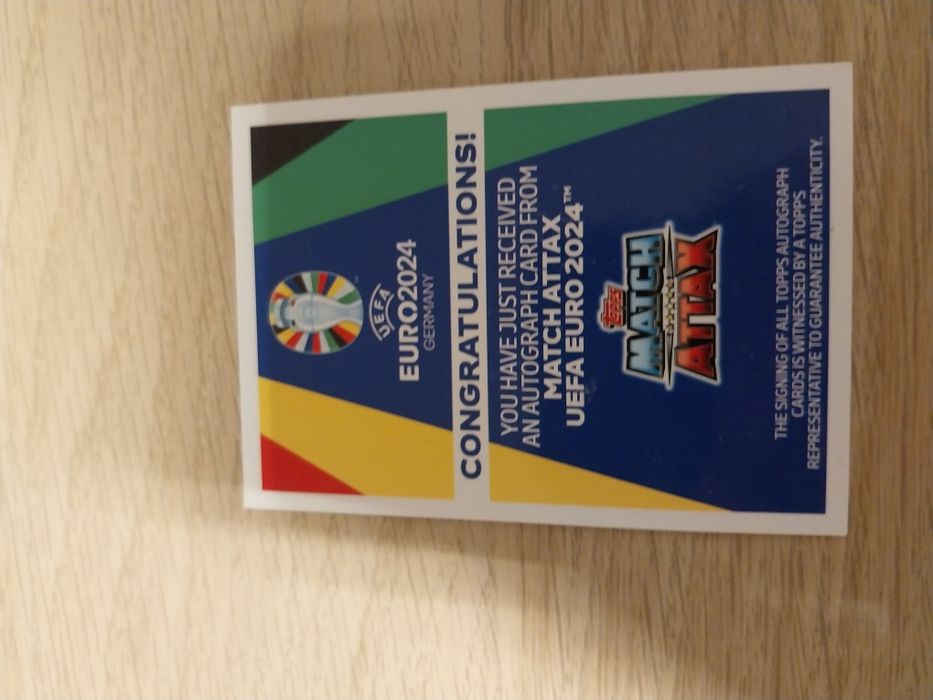 UEFA
EURO2024
GERMANY
CONGRATULATIONS!
YOU HAVE JUST RECEIVED
AN AUTOGRAPH CARD FROM
MATCH ATTAX
UEFA EURO 2024™
Topps
MATCH
ATTAX
THE SIGNING OF ALL TOPPS AUTOGRAPH
CARDS IS WITNESSED BY A TOPPS
REPRESENTATIVE TO GUARANTEE AUTHENTICITY.